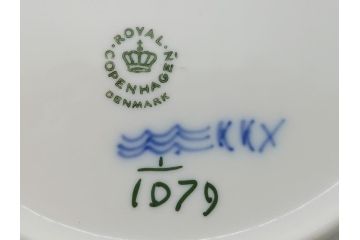 ROYAL
COPENHAGEN
DENMARK
KKX
1
1079